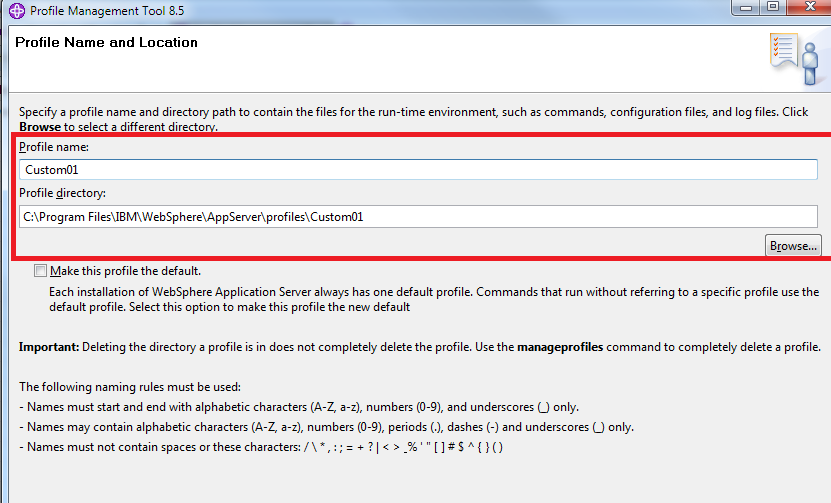 Profile Management Tool 8.5
Profile Name and Location
Specify a profile name and directory path to contain the files for the run-time environment, such as commands, configuration files, and log files. Click
Browse to select a different directory.
Profile name:
Custom01
Profile directory:
C:\Program Files\IBM\WebSphere\AppServer\profiles\Custom01
Browse...
Make this profile the default.
Each installation of WebSphere Application Server always has one default profile. Commands that run without referring to a specific profile use the
default profile. Select this option to make this profile the new default
Important: Deleting the directory a profile is in does not completely delete the profile. Use the manageprofiles command to completely delete a profile.
The following naming rules must be used:
- Names must start and end with alphabetic characters (A-Z, a-z), numbers (0-9), and underscores (_) only.
- Names may contain alphabetic characters (A-Z, a-z), numbers (0-9), periods (.), dashes (-) and underscores (_) only.
- Names must not contain spaces or these characters: / \ * , : ; = + ? | < > _% ' " [ ] # $ ^ { } ( )